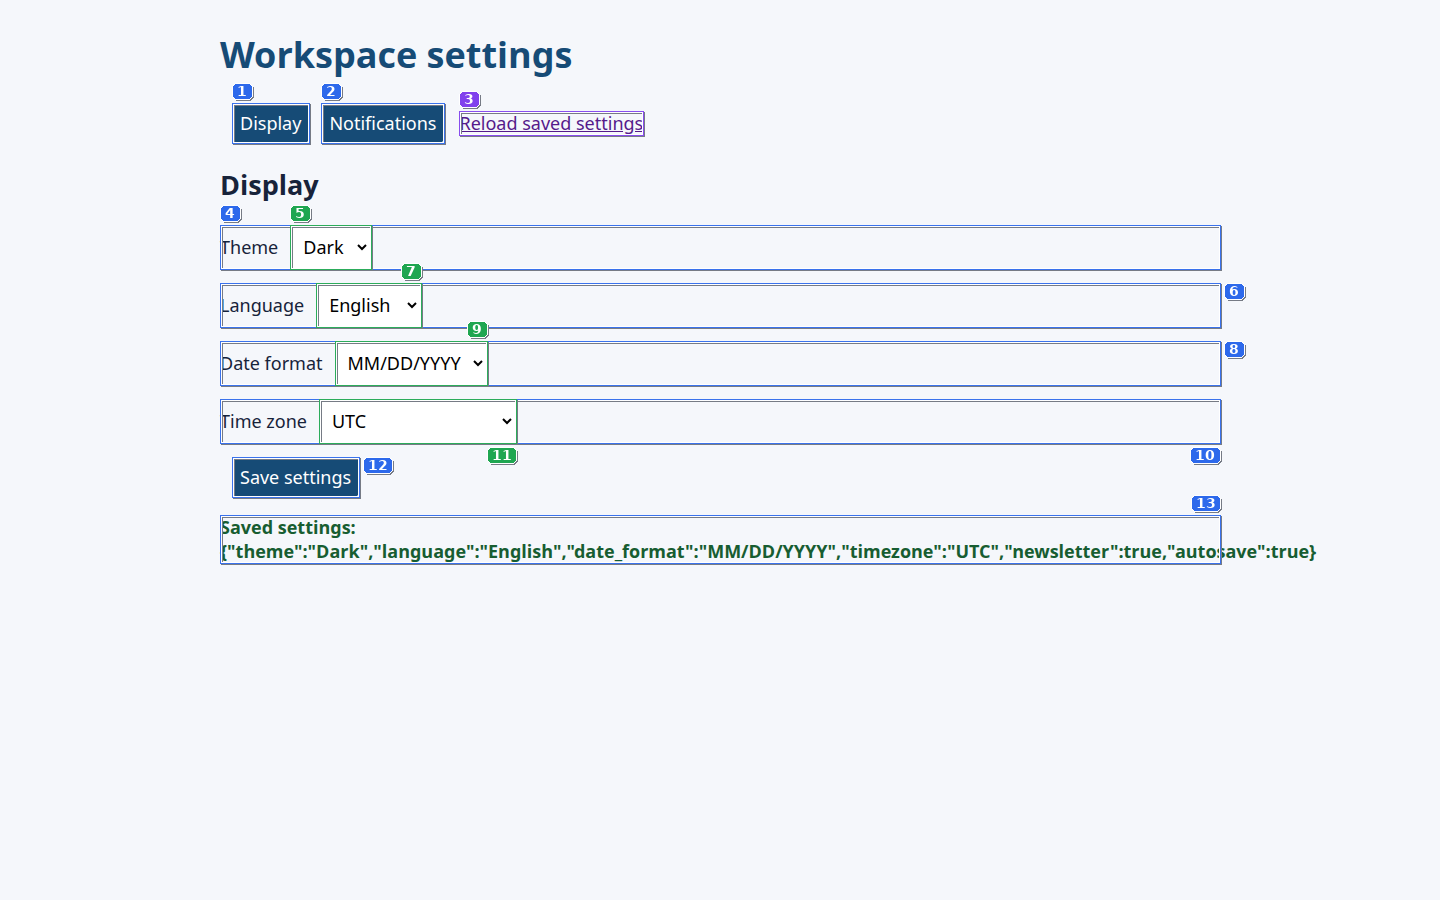 Workspace settings
1 2 3
Display Notifications Reload saved settings
Display
4 5
Theme Dark
7
Language English 6
9
Date format MM/DD/YYYY 8
Time zone UTC
11 10
Save settings 12
13
Saved settings:
{"theme":"Dark","language":"English","date_format":"MM/DD/YYYY","timezone":"UTC","newsletter":true,"autosave":true}